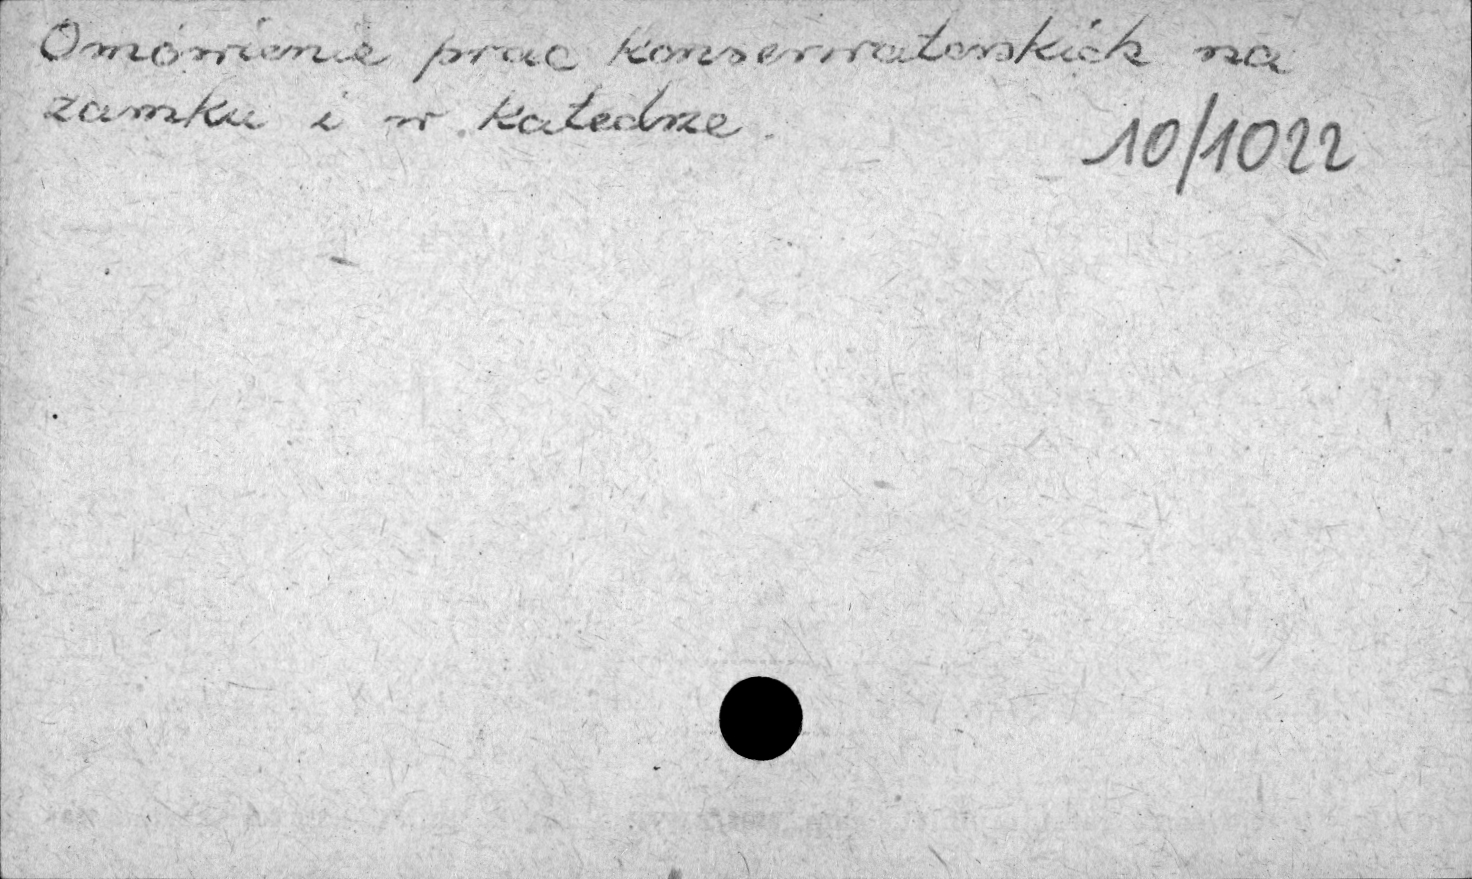 Omówienie prac konserwatorskich na
zamku i w katedrze.
10/1022